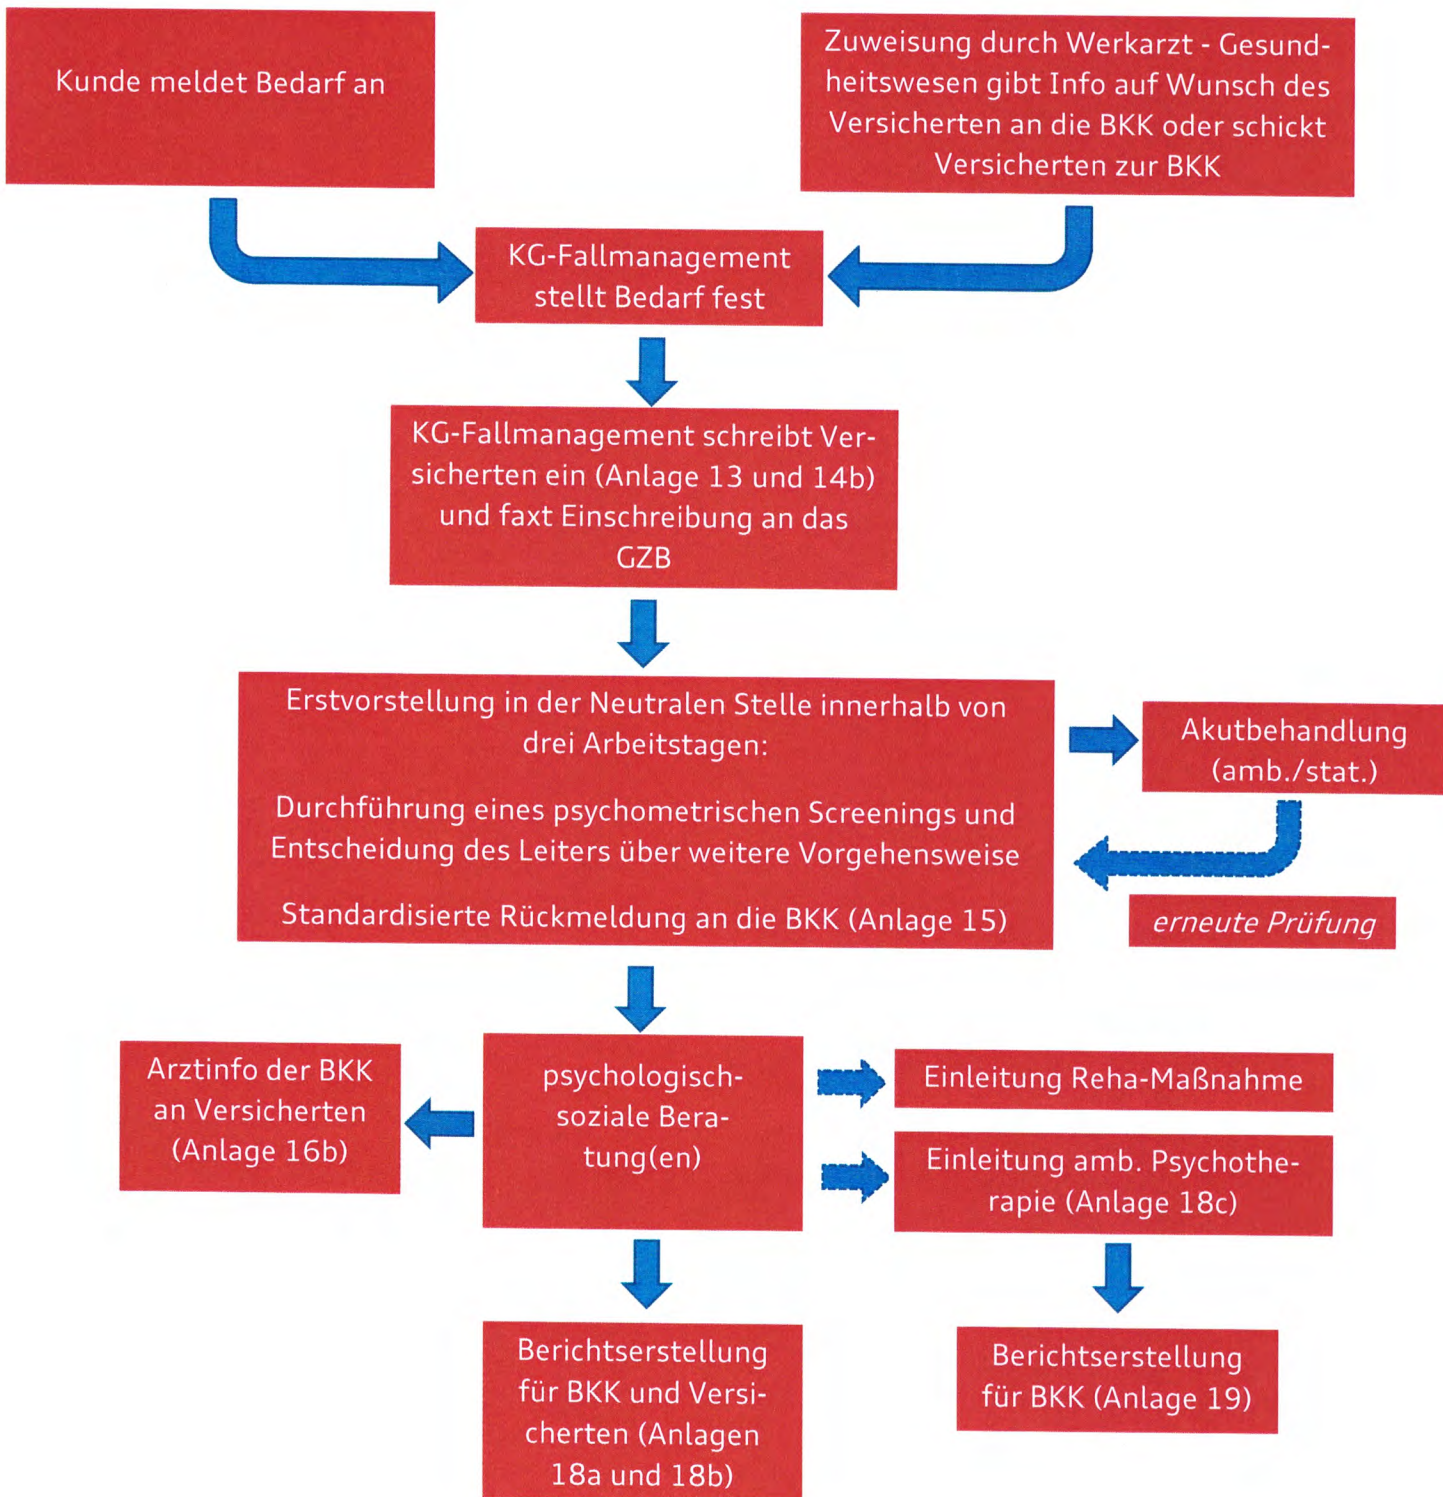 Kunde meldet Bedarf an
Zuweisung durch Werkarzt - Gesund-
heitswesen gibt Info auf Wunsch des
Versicherten an die BKK oder schickt
Versicherten zur BKK
KG-Fallmanagement
stellt Bedarf fest
KG-Fallmanagement schreibt Ver-
sicherten ein (Anlage 13 und 14b)
und faxt Einschreibung an das
GZB
Erstvorstellung in der Neutralen Stelle innerhalb von
drei Arbeitstagen:
Durchführung eines psychometrischen Screenings und
Entscheidung des Leiters über weitere Vorgehensweise
Standardisierte Rückmeldung an die BKK (Anlage 15)
Akutbehandlung
(amb./stat.)
erneute Prüfung
Arztinfo der BKK
an Versicherten
(Anlage 16b)
psychologisch-
soziale Bera-
tung(en)
Einleitung Reha-Maßnahme
Einleitung amb. Psychothe-
rapie (Anlage 18c)
Berichtserstellung
für BKK und Versi-
cherten (Anlagen
18a und 18b)
Berichtserstellung
für BKK (Anlage 19)